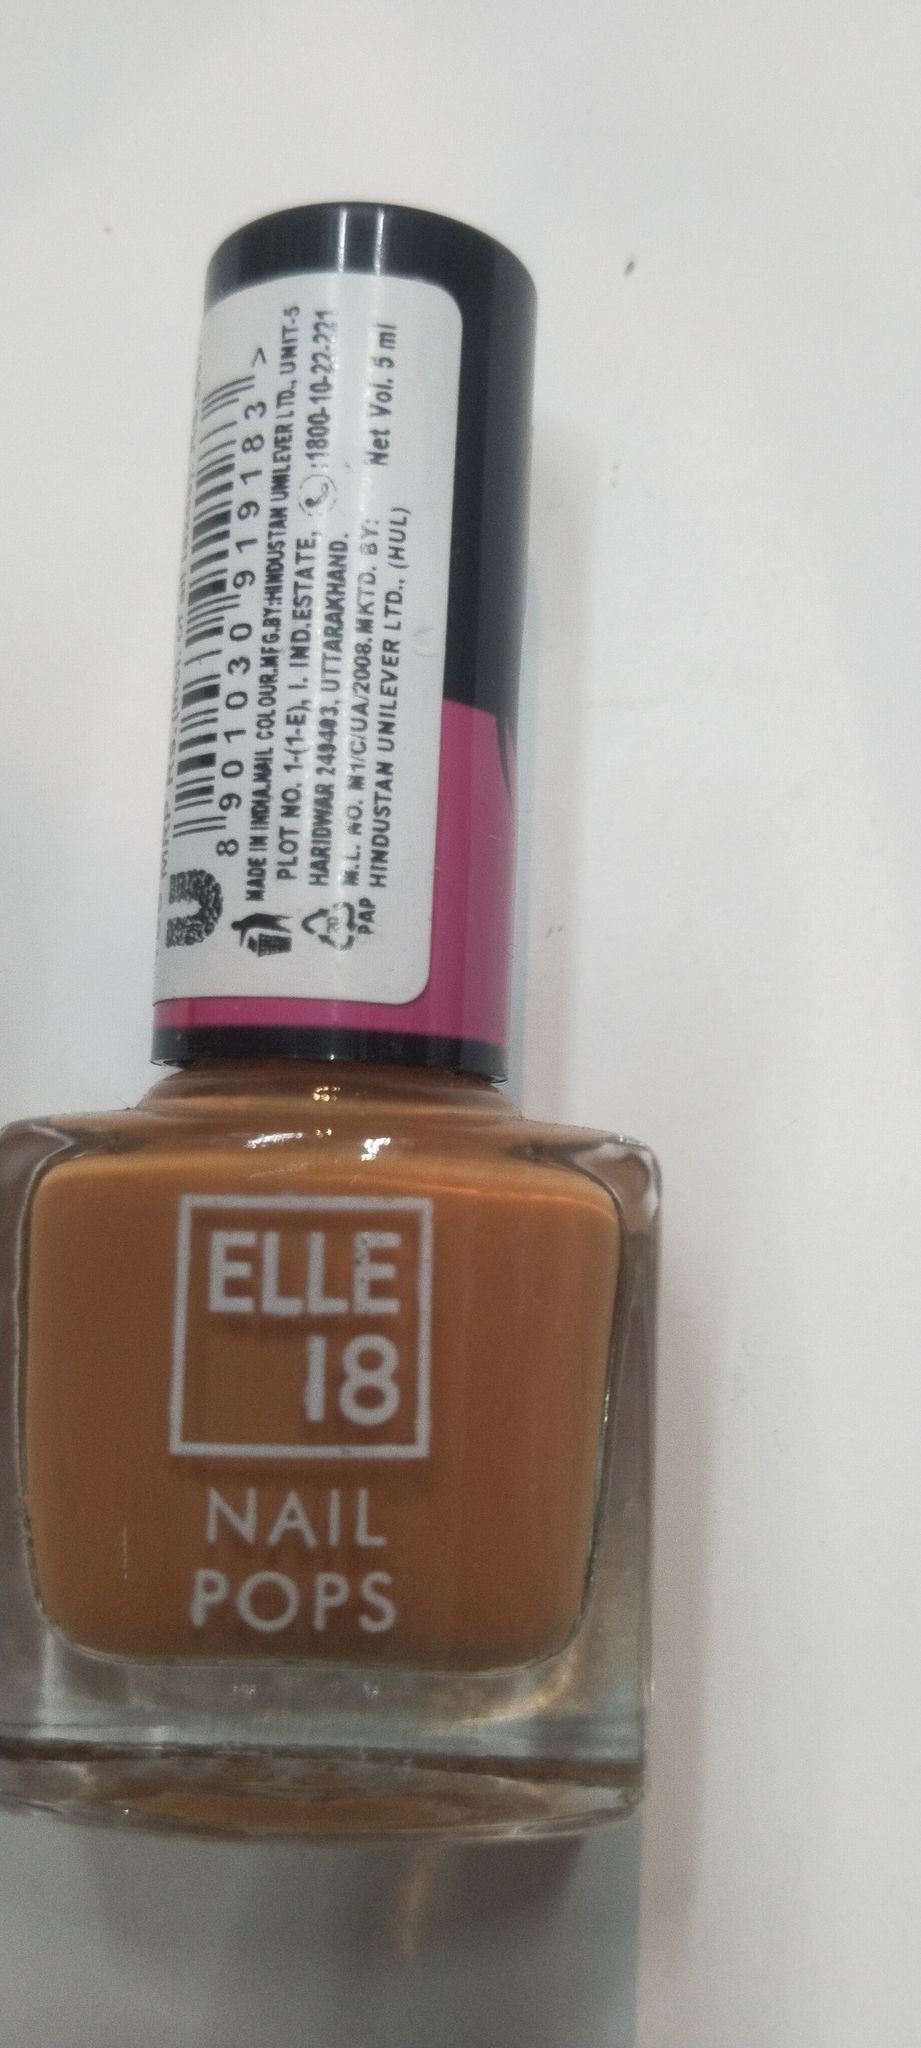 8 901030 919183 >
MADE IN INDIA.NAIL COLOUR.MFG.BY:HINDUSTAN UNILEVER LTD., UNIT-5
PLOT NO. 1-(1-E), I. IND.ESTATE,
HARIDWAR 249403, UTTARAKHAND. :1800-10-22-221
M.L. NO. M1/C/UA/2008.MKTD. BY:
PAP HINDUSTAN UNILEVER LTD., (HUL)
Net Vol. 5 ml
ELLE
18
NAIL
POPS